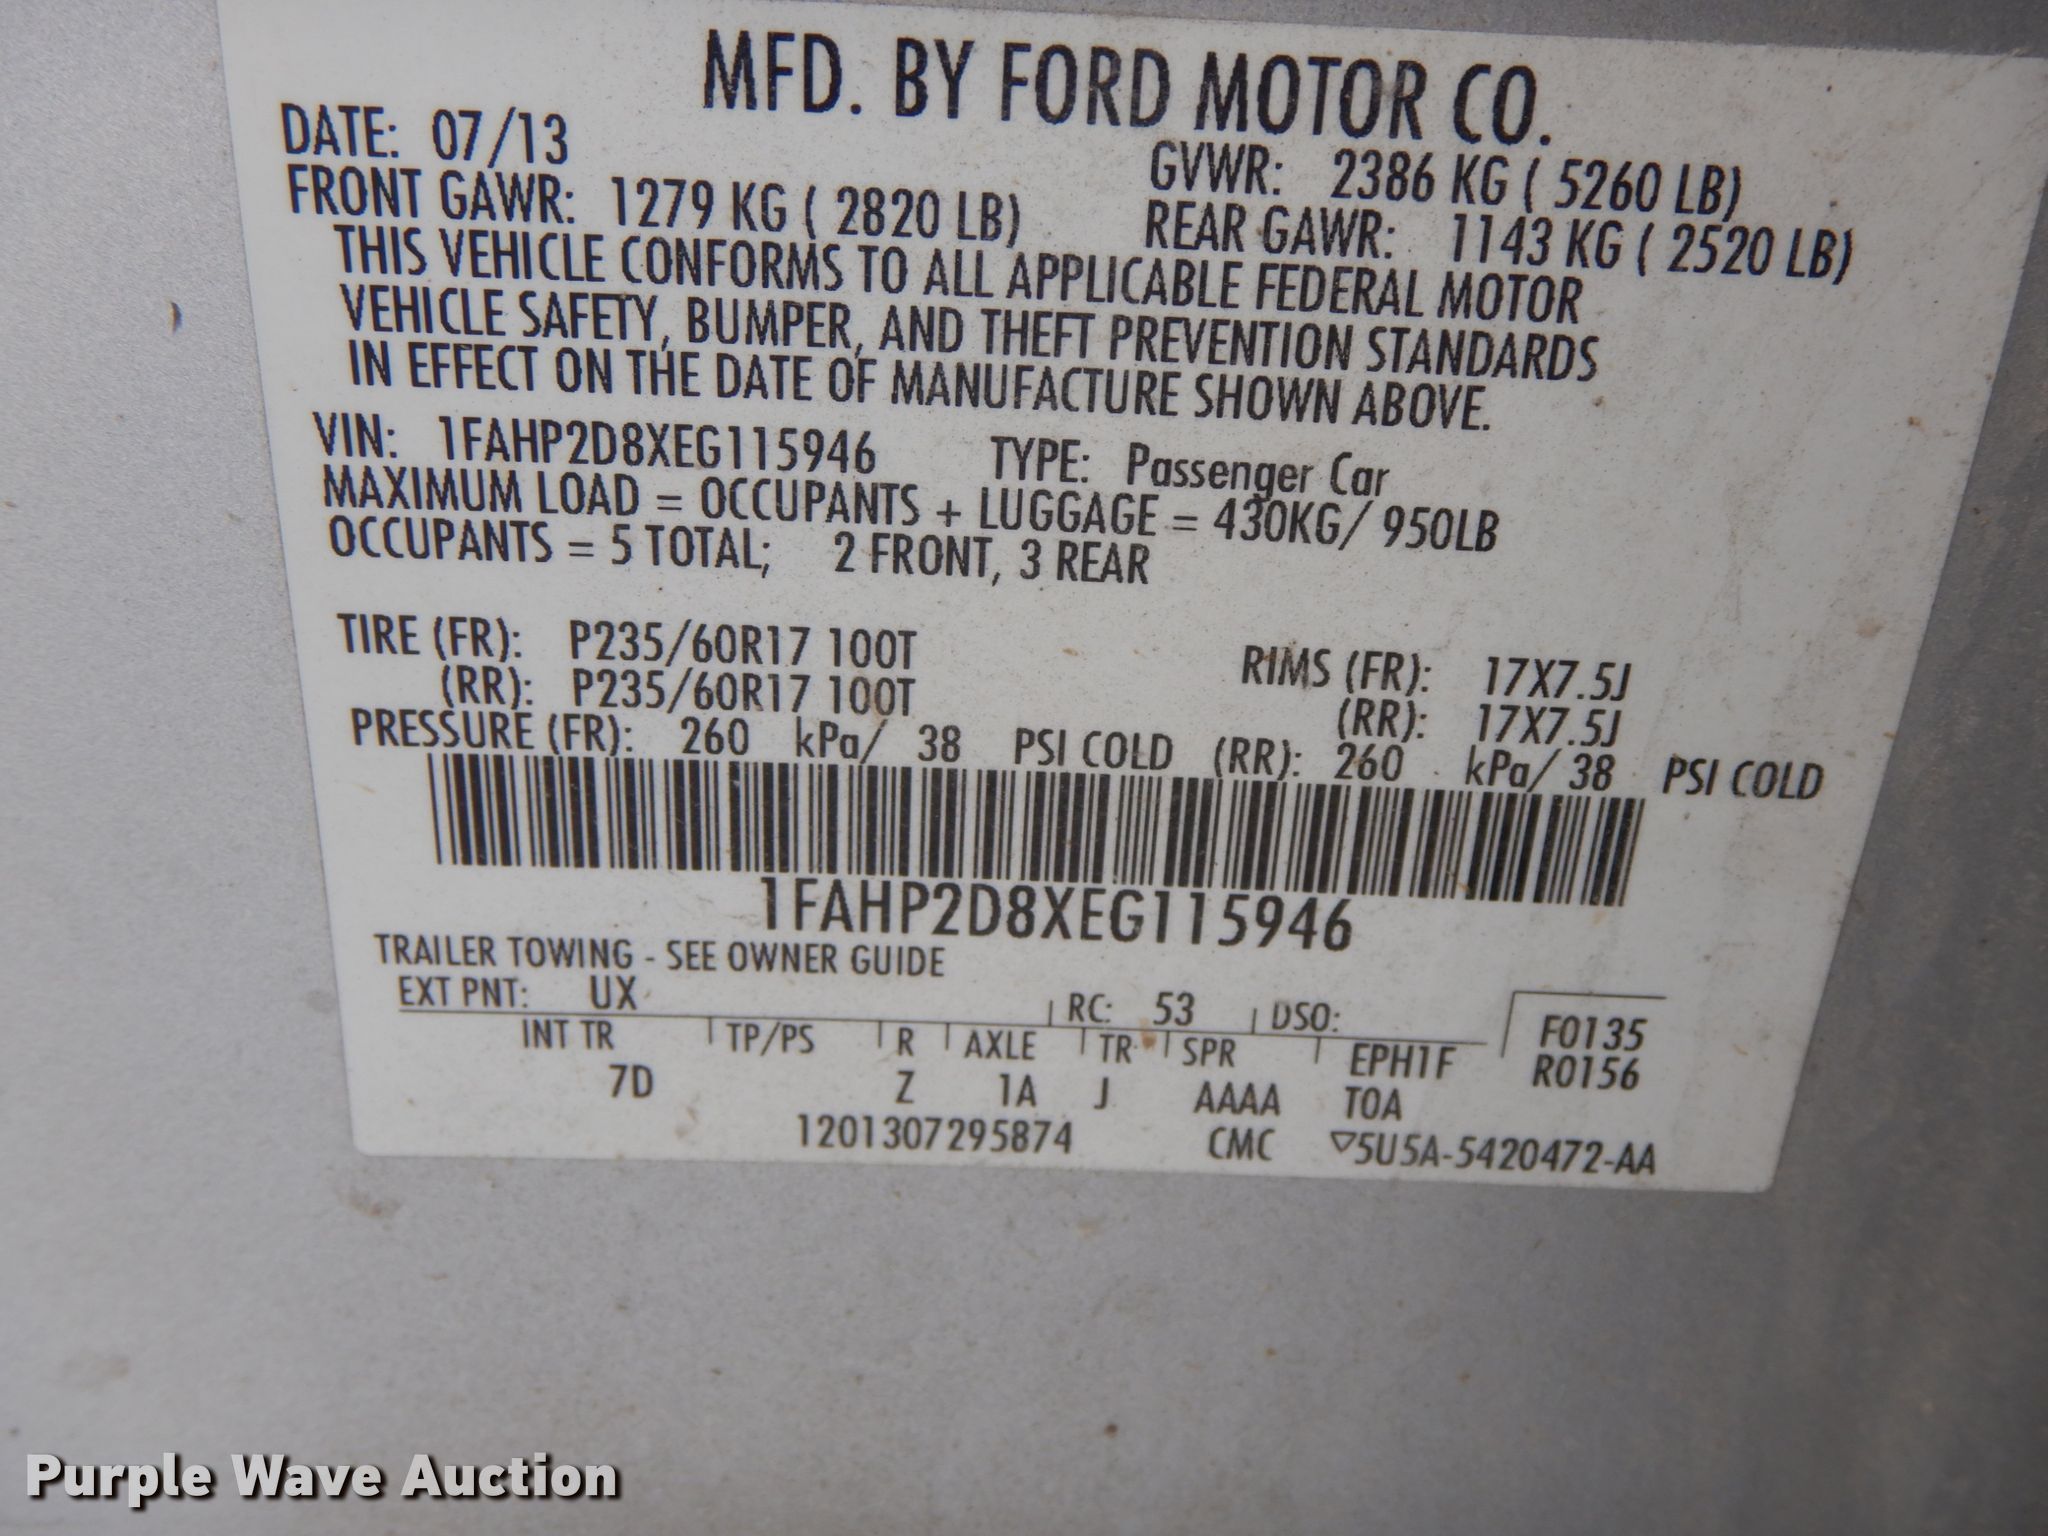 MFD. BY FORD MOTOR CO.
DATE: 07/13 GVWR: 2386 KG ( 5260 LB)
FRONT GAWR: 1279 KG ( 2820 LB) REAR GAWR: 1143 KG ( 2520 LB)
THIS VEHICLE CONFORMS TO ALL APPLICABLE FEDERAL MOTOR
VEHICLE SAFETY, BUMPER, AND THEFT PREVENTION STANDARDS
IN EFFECT ON THE DATE OF MANUFACTURE SHOWN ABOVE.
VIN: 1FAHP2D8XEG115946 TYPE: Passenger Car
MAXIMUM LOAD = OCCUPANTS + LUGGAGE = 430KG/ 950LB
OCCUPANTS = 5 TOTAL; 2 FRONT, 3 REAR
TIRE (FR): P235/60R17 100T RIMS (FR): 17X7.5J
(RR): P235/60R17 100T (RR): 17X7.5J
PRESSURE (FR): 260 kPa/ 38 PSI COLD (RR): 260 kPa/ 38 PSI COLD
1FAHP2D8XEG115946
TRAILER TOWING - SEE OWNER GUIDE
EXT PNT: UX RC: 53 DSO: F0135
INT TR TP/PS R AXLE TR SPR EPH1F R0156
7D Z 1A J AAAA TOA
1201307295874 CMC ▽5U5A-5420472-AA
Purple Wave Auction